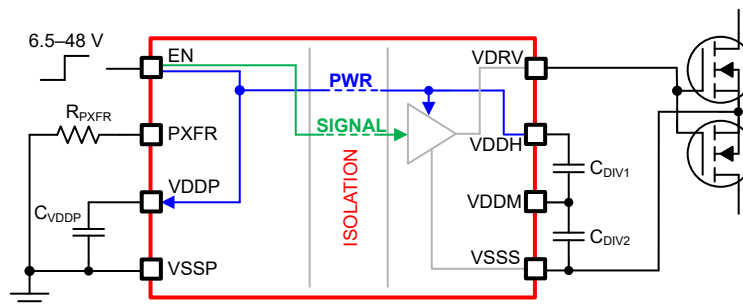 6.5–48 V
EN
VDRV
PWR
RPXFR
PXFR
SIGNAL
VDDH
CDIV1
VDDP
CVDDP
ISOLATION
VDDM
CDIV2
VSSP
VSSS